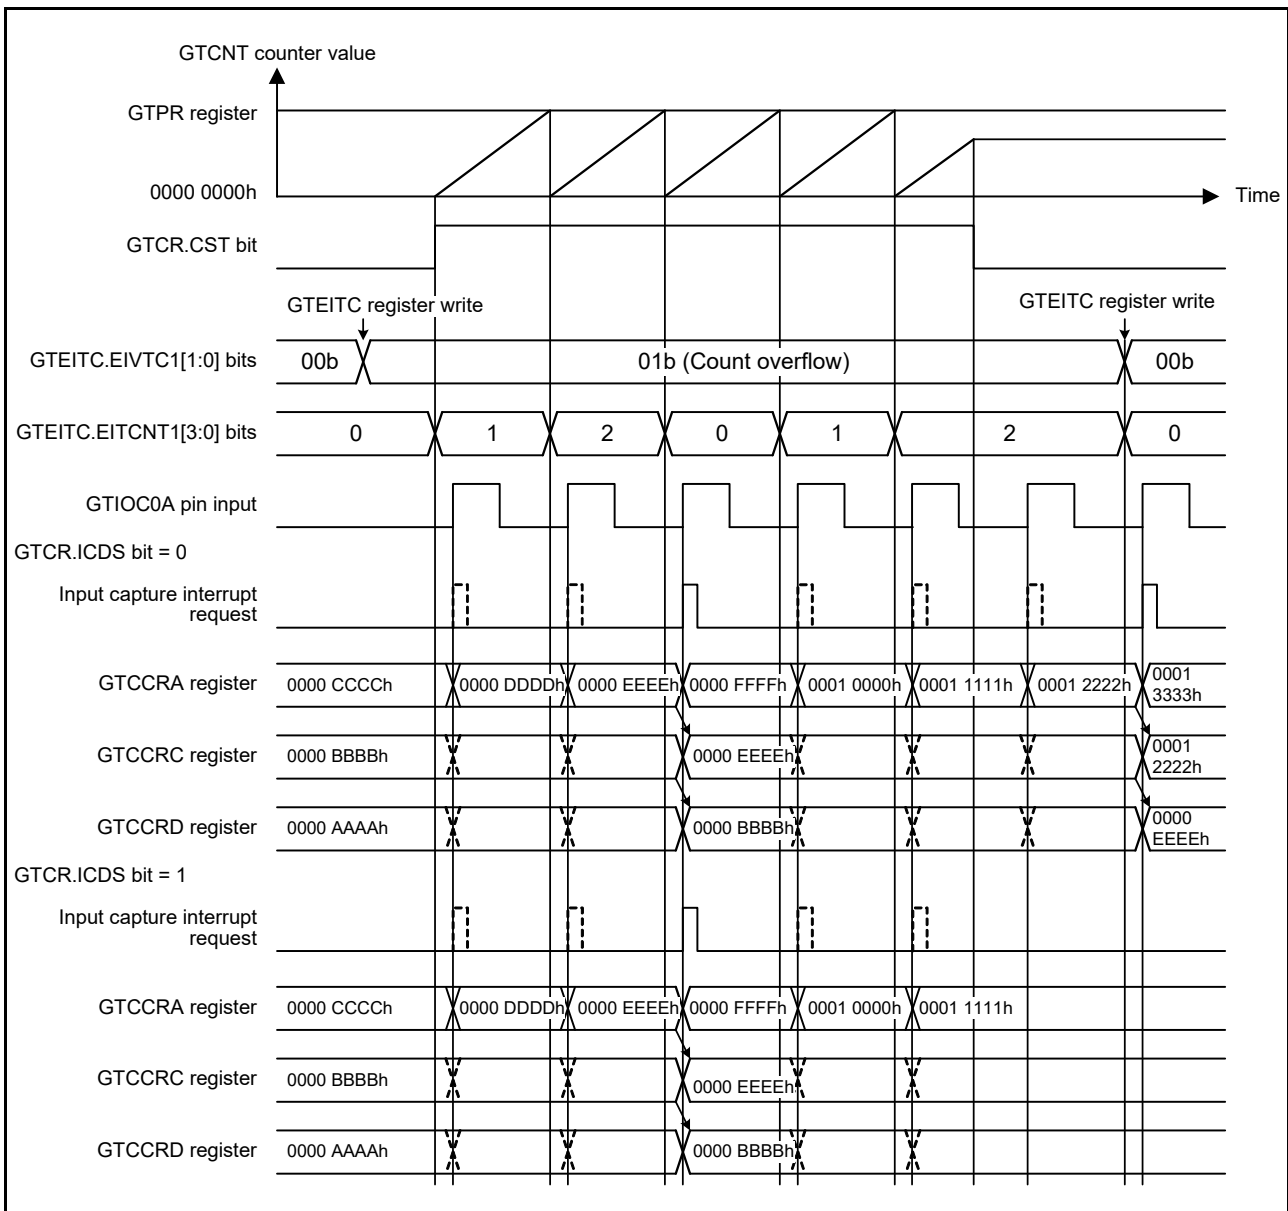 GTCNT counter value
GTPR register
0000 0000h
Time
GTCR.CST bit
GTEITC register write
GTEITC register write
GTEITC.EIVTC1[1:0] bits
00b
01b (Count overflow)
00b
GTEITC.EITCNT1[3:0] bits
0
1
2
0
1
2
0
GTIOC0A pin input
GTCR.ICDS bit = 0
Input capture interrupt
request
GTCCRA register
0000 CCCCh
0000 DDDDh
0000 EEEEh
0000 FFFFh
0001 0000h
0001 1111h
0001 2222h
0001
3333h
GTCCRC register
0000 BBBBh
0000 EEEEh
0001
2222h
GTCCRD register
0000 AAAAh
0000 BBBBh
0000
EEEEh
GTCR.ICDS bit = 1
Input capture interrupt
request
GTCCRA register
0000 CCCCh
0000 DDDDh
0000 EEEEh
0000 FFFFh
0001 0000h
0001 1111h
GTCCRC register
0000 BBBBh
0000 EEEEh
GTCCRD register
0000 AAAAh
0000 BBBBh